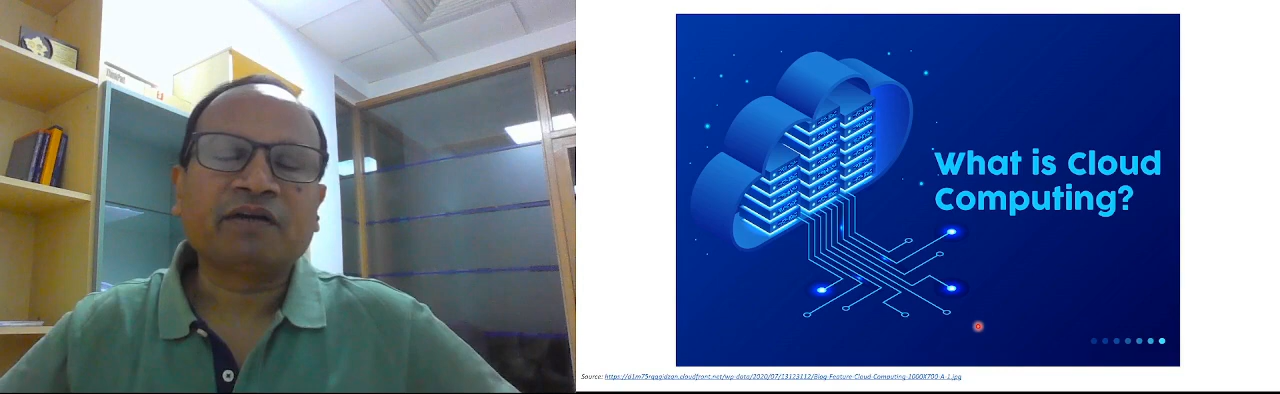 What is Cloud
Computing?
Source: https://d1m75rqqgidzqn.cloudfront.net/wp-data/2020/07/13123112/Blog-Feature-Cloud-Computing-1000X700-A-1.jpg